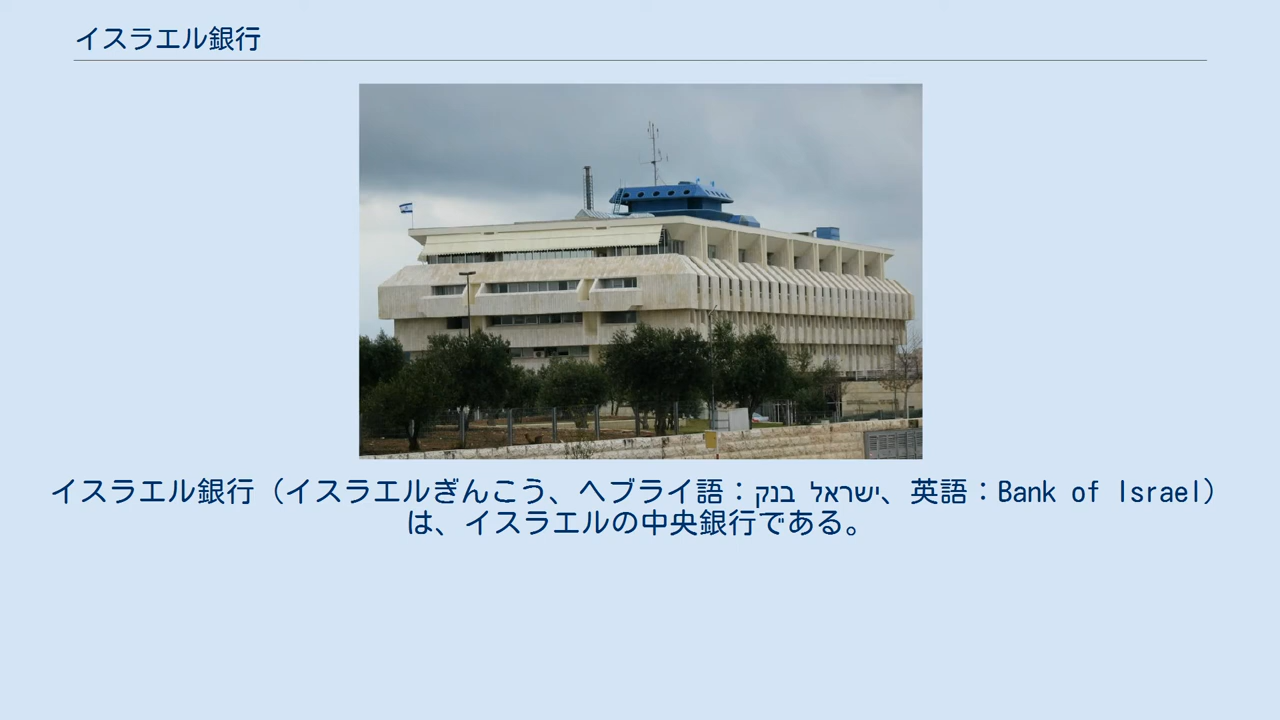 イスラエル銀行
イスラエル銀行（イスラエルぎんこう、ヘブライ語：ישראל בנק、英語：Bank of Israel）
は、イスラエルの中央銀行である。